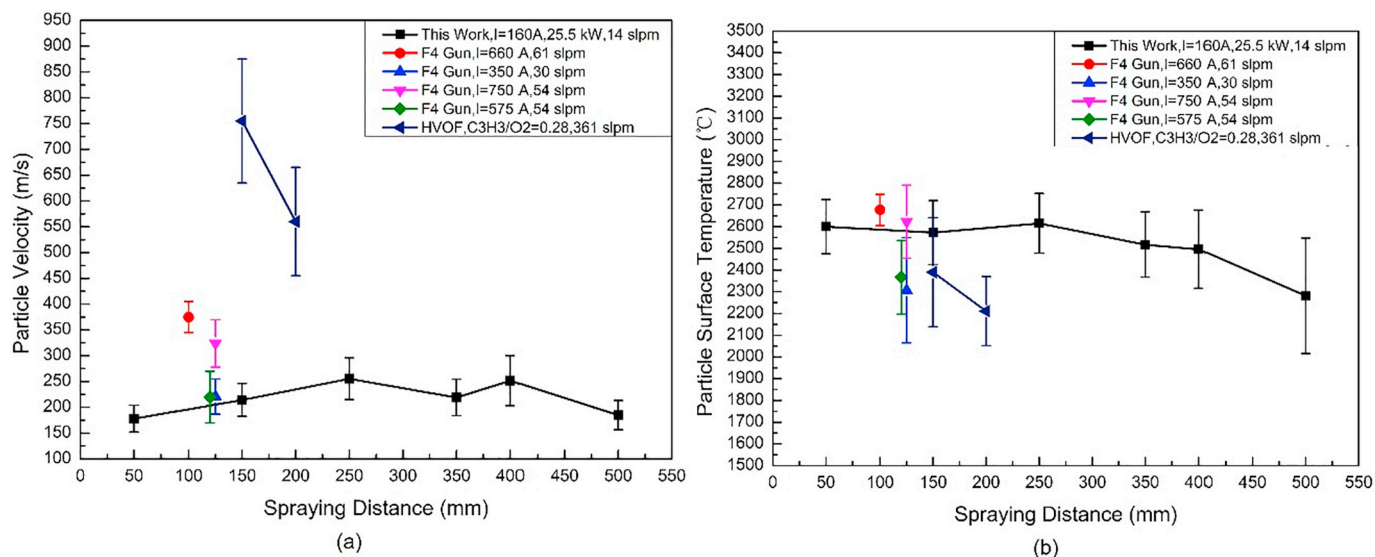 950
900
850
800
750
700
650
600
550
500
450
400
350
300
250
200
150
100
Particle Velocity (m/s)
This Work,I=160A,25.5 kW,14 slpm
F4 Gun,I=660 A,61 slpm
F4 Gun,I=350 A,30 slpm
F4 Gun,I=750 A,54 slpm
F4 Gun,I=575 A,54 slpm
HVOF,C3H3/O2=0.28,361 slpm
0 50 100 150 200 250 300 350 400 450 500 550
Spraying Distance (mm)
(a)
3500
3400
3300
3200
3100
3000
2900
2800
2700
2600
2500
2400
2300
2200
2100
2000
1900
1800
1700
1600
1500
Particle Surface Temperature (℃)
This Work,I=160A,25.5 kW,14 slpm
F4 Gun,I=660 A,61 slpm
F4 Gun,I=350 A,30 slpm
F4 Gun,I=750 A,54 slpm
F4 Gun,I=575 A,54 slpm
HVOF,C3H3/O2=0.28,361 slpm
0 50 100 150 200 250 300 350 400 450 500 550
Spraying Distance (mm)
(b)